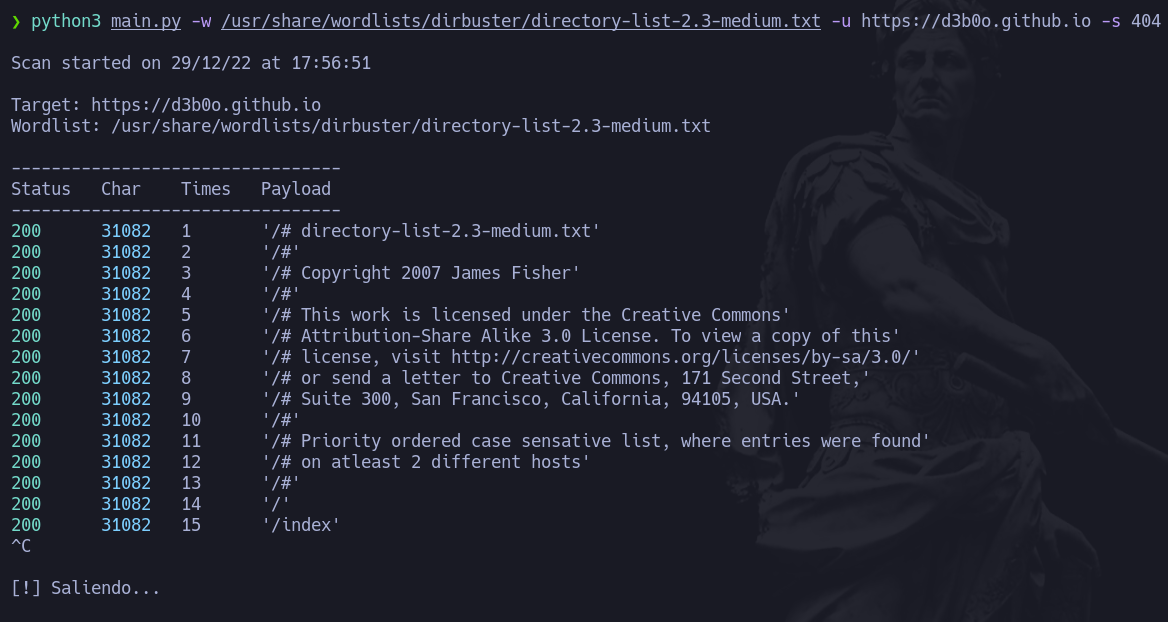 ❯ python3 main.py -w /usr/share/wordlists/dirbuster/directory-list-2.3-medium.txt -u https://d3b0o.github.io -s 404
Scan started on 29/12/22 at 17:56:51
Target: https://d3b0o.github.io
Wordlist: /usr/share/wordlists/dirbuster/directory-list-2.3-medium.txt
---------------------------------
Status   Char    Times   Payload
---------------------------------
200      31082   1       '/# directory-list-2.3-medium.txt'
200      31082   2       '/#'
200      31082   3       '/# Copyright 2007 James Fisher'
200      31082   4       '/#'
200      31082   5       '/# This work is licensed under the Creative Commons'
200      31082   6       '/# Attribution-Share Alike 3.0 License. To view a copy of this'
200      31082   7       '/# license, visit http://creativecommons.org/licenses/by-sa/3.0/'
200      31082   8       '/# or send a letter to Creative Commons, 171 Second Street,'
200      31082   9       '/# Suite 300, San Francisco, California, 94105, USA.'
200      31082   10      '/#'
200      31082   11      '/# Priority ordered case sensative list, where entries were found'
200      31082   12      '/# on atleast 2 different hosts'
200      31082   13      '/#'
200      31082   14      '/'
200      31082   15      '/index'
^C
[!] Saliendo...